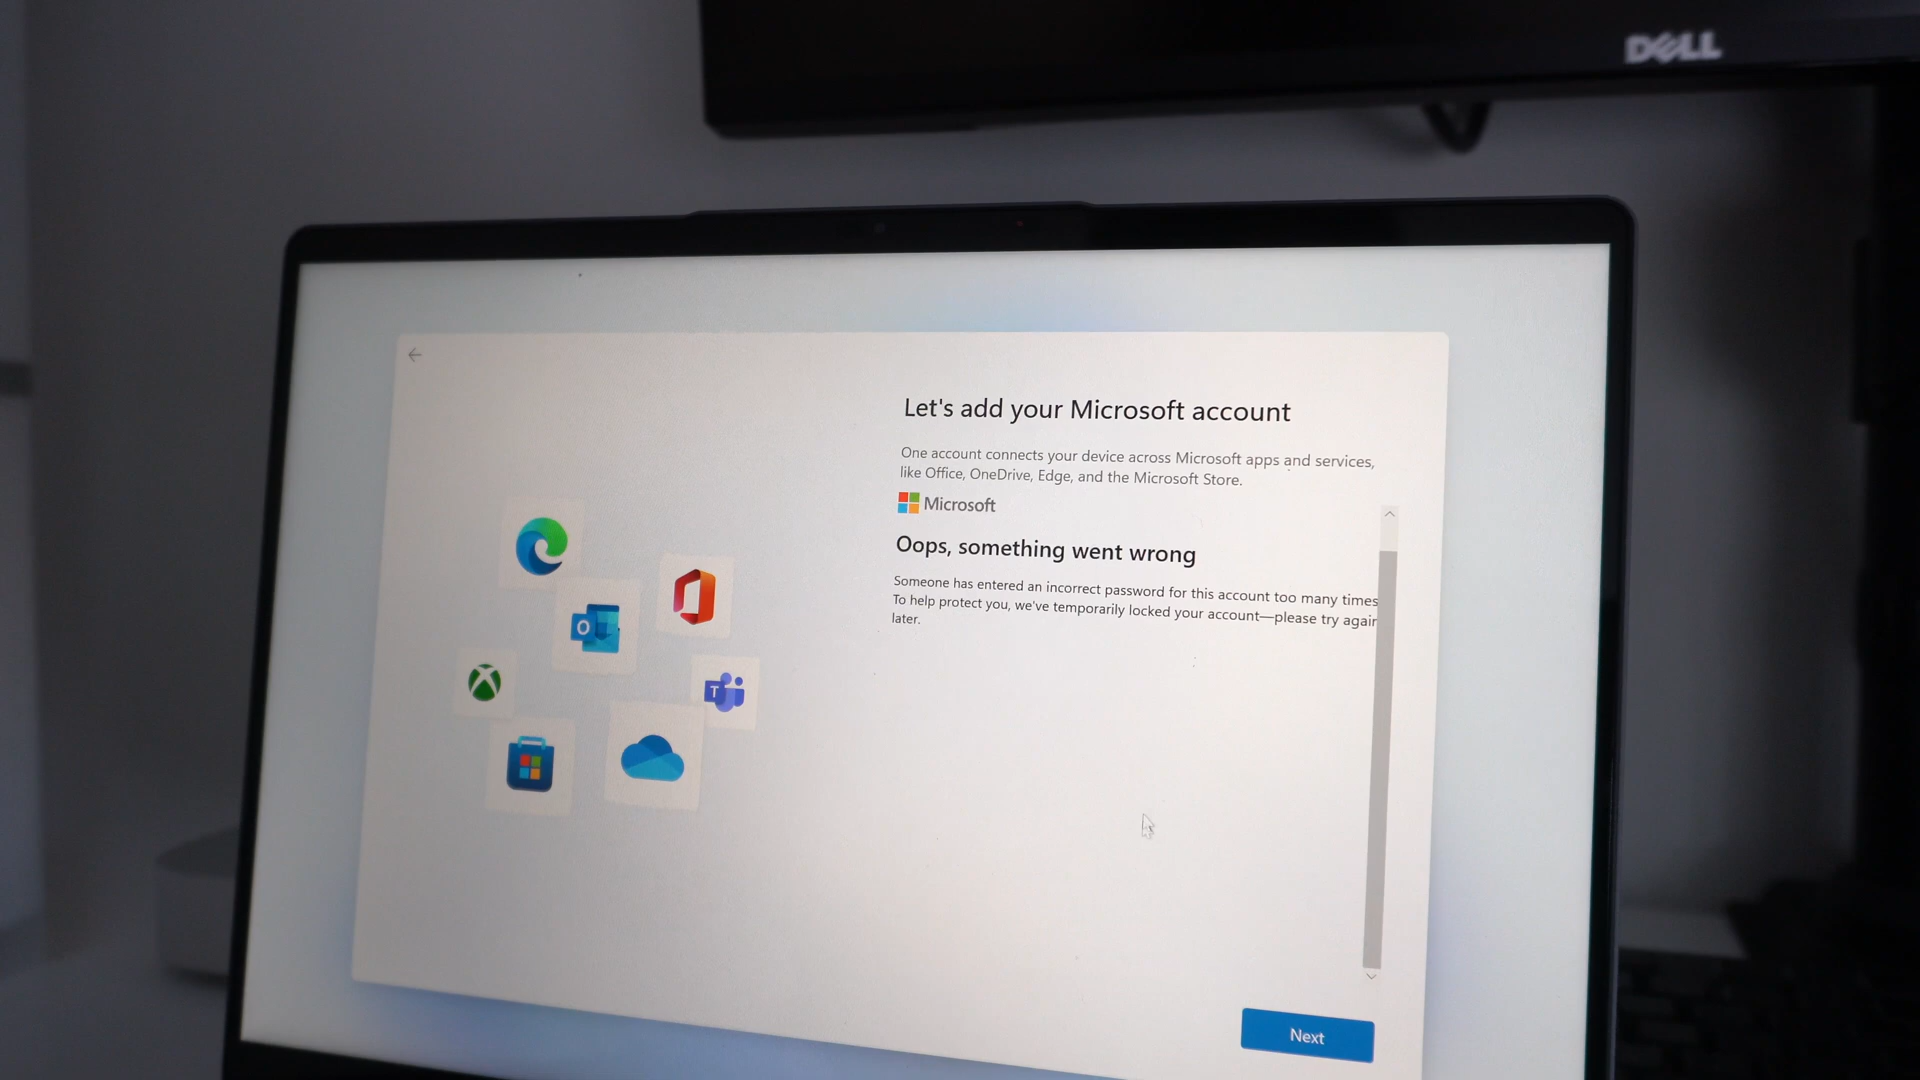 DELL
Let's add your Microsoft account
One account connects your device across Microsoft apps and services,
like Office, OneDrive, Edge, and the Microsoft Store.
Microsoft
Oops, something went wrong
Someone has entered an incorrect password for this account too many times
To help protect you, we've temporarily locked your account—please try again
later.
O
T
Next